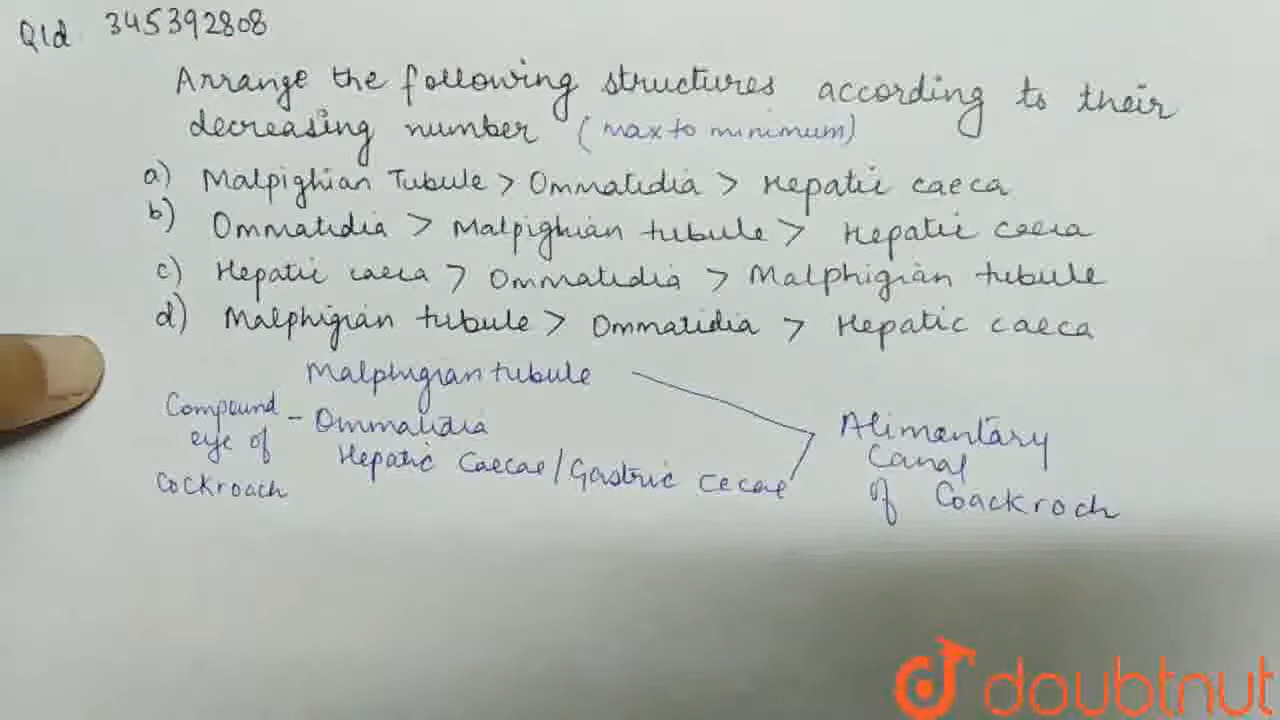 QId 345392808
Arrange the following structures according to their
decreasing number (max to minimum)
a) Malpighian Tubule > Ommatidia > Hepatic caeca
b) Ommatidia > Malpighian tubule > Hepatic caeca
c) Hepatic caeca > Ommatidia > Malphigian tubule
d) Malphigian tubule > Ommatidia > Hepatic caeca
Malphigian tubule
Compound eye of Cockroach - Ommatidia
Hepatic Caecae/Gastric cecae
Alimentary
Canal
of Coackroch
doubtnut